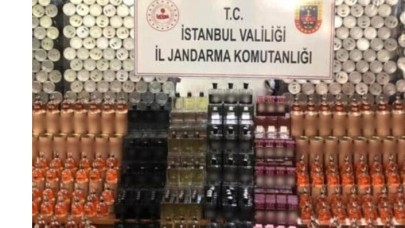 T.C.
İSTANBUL VALİLİĞİ
İL JANDARMA KOMUTANLIĞI